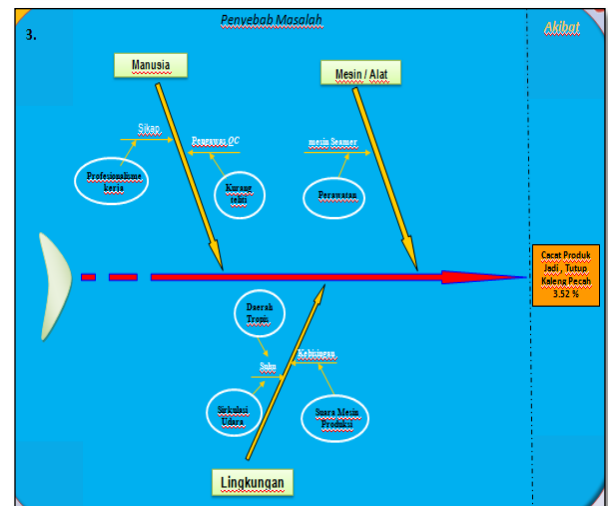 3.
Penyebab Masalah
Akibat
Manusia
Mesin / Alat
Sikap
Pengawas QC
mesin Seamer
Profesionalisme
kerja
Kurang
teliti
Perawatan
Cacat Produk
Jadi , Tutup
Kaleng Pecah
3.52 %
Daerah
Tropis
Suhu
Kebisingan
Sirkulasi
Udara
Suara Mesin
Produksi
Lingkungan